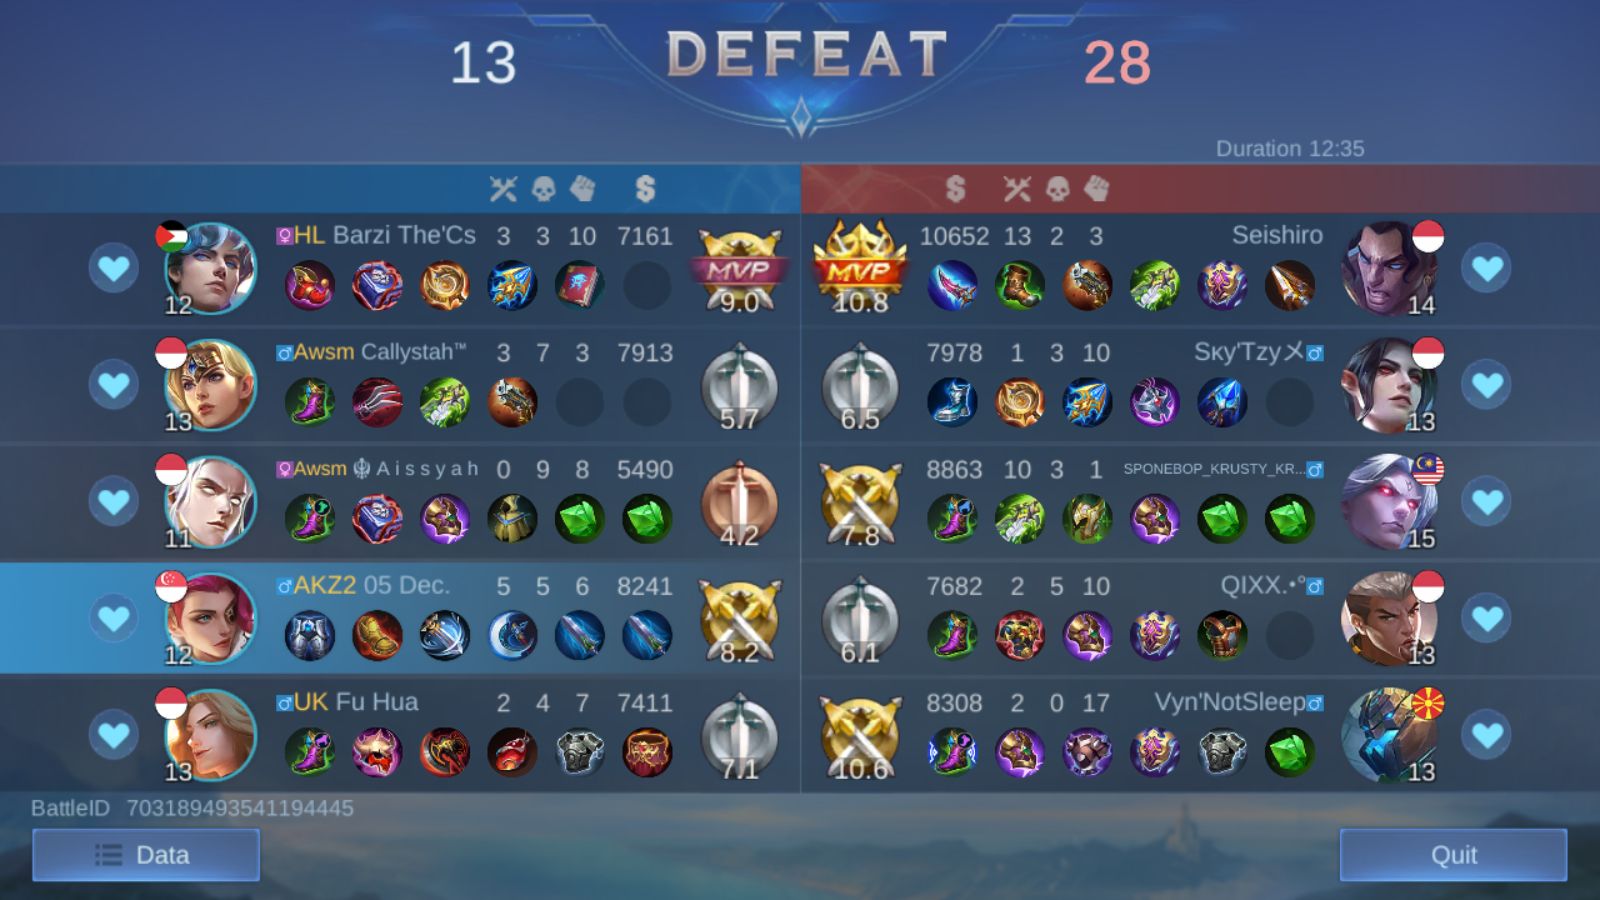 13 DEFEAT 28
Duration 12:35
HL Barzi The'Cs 3 3 10 7161 MVP 9.0 12
MVP 10.8 10652 13 2 3 Seishiro 14
Awsm Callystah™ 3 7 3 7913 5.7 13
6.5 7978 1 3 10 Sĸy'Tzy乄 13
Awsm ☬ A i s s y a h 0 9 8 5490 4.2 11
7.8 8863 10 3 1 SPONEBOP_KRUSTY_KR... 15
AKZ2 05 Dec. 5 5 6 8241 8.2 12
6.1 7682 2 5 10 QIXX.•° 13
UK Fu Hua 2 4 7 7411 7.1 13
10.6 8308 2 0 17 Vyn'NotSleep 13
BattleID 703189493541194445
Data
Quit